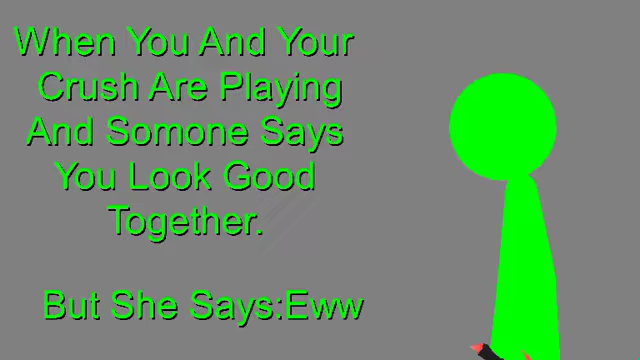 When You And Your
Crush Are Playing
And Somone Says
You Look Good
Together.
But She Says:Eww